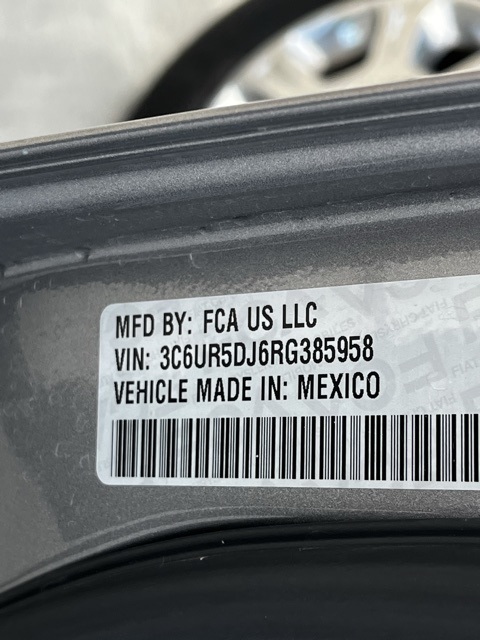 MFD BY: FCA US LLC
VIN: 3C6UR5DJ6RG385958
VEHICLE MADE IN: MEXICO